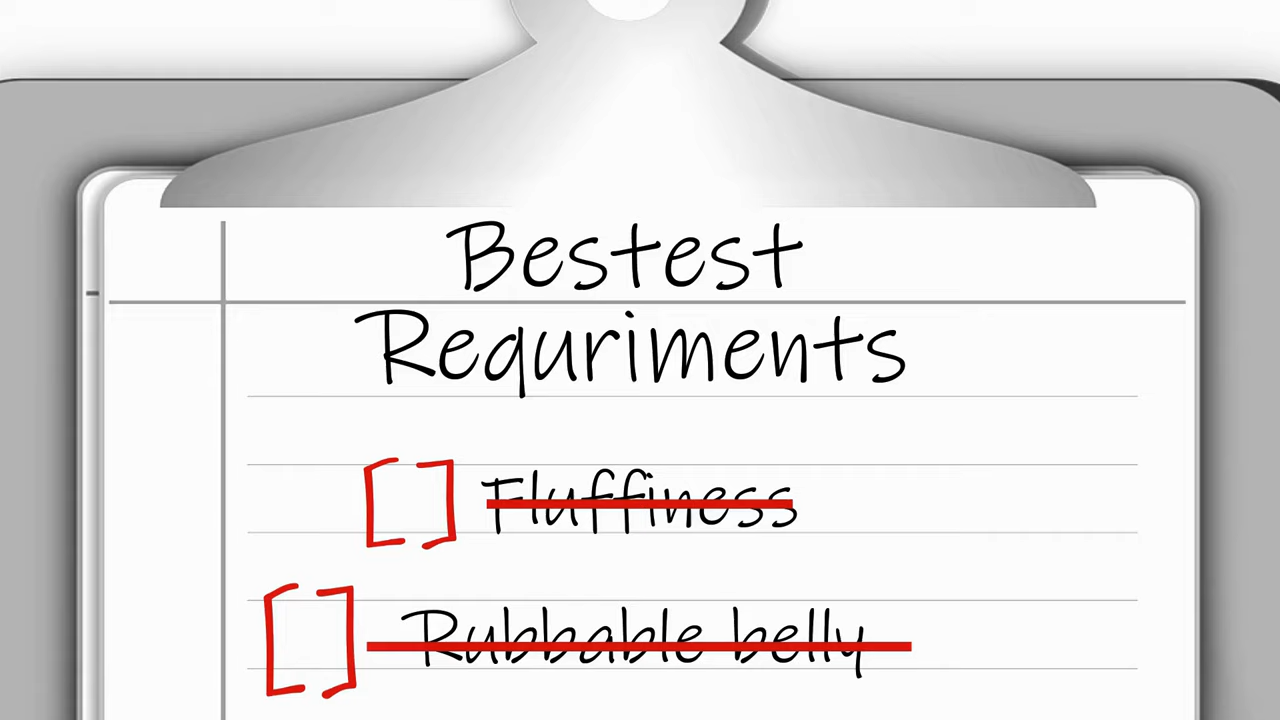 Bestest
Requriments
[ ] Fluffiness
[ ] Rubbable belly